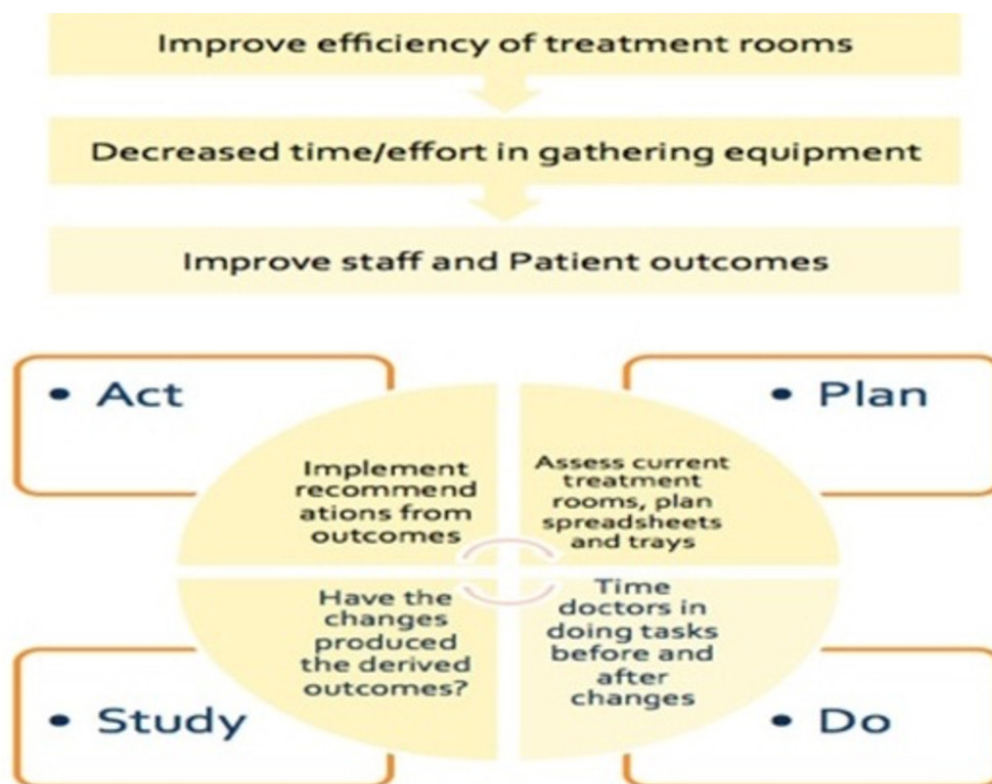 Improve efficiency of treatment rooms
Decreased time/effort in gathering equipment
Improve staff and Patient outcomes
• Act
• Plan
Implement
recommend
ations from
outcomes
Assess current
treatment
rooms, plan
spreadsheets
and trays
Have the
changes
produced
the derived
outcomes?
Time
doctors in
doing tasks
before and
after
changes
• Study
• Do